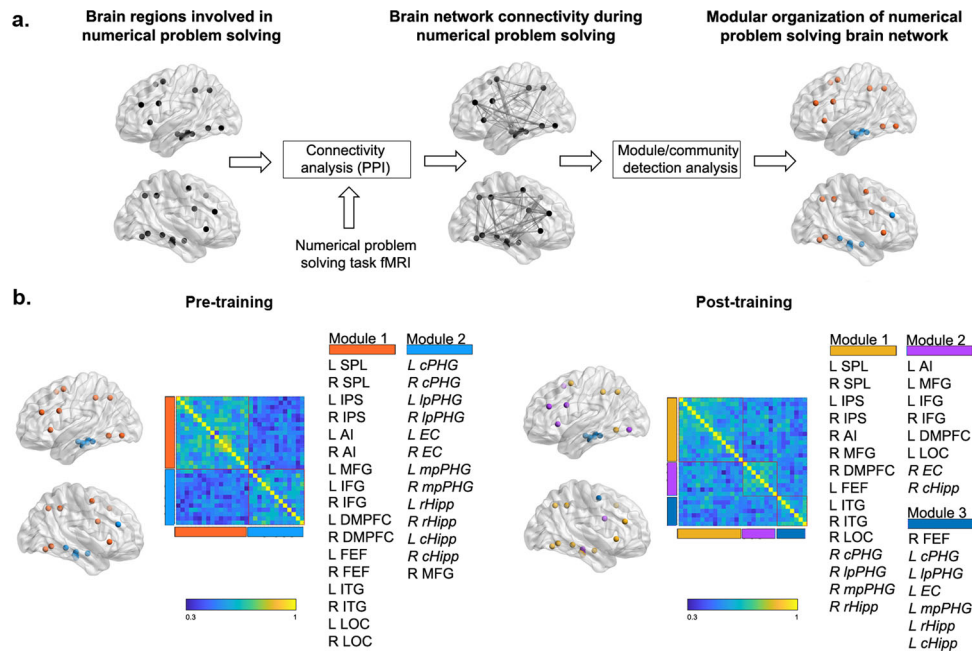 a.
Brain regions involved in
numerical problem solving
Brain network connectivity during
numerical problem solving
Modular organization of numerical
problem solving brain network
Connectivity
analysis (PPI)
Module/community
detection analysis
Numerical problem
solving task fMRI
b.
Pre-training
Module 1
L SPL
R SPL
L IPS
R IPS
L AI
R AI
L MFG
L IFG
R IFG
L DMPFC
R DMPFC
L FEF
R FEF
L ITG
R ITG
L LOC
R LOC
Module 2
L cPHG
R cPHG
L lpPHG
R lpPHG
L EC
R EC
L mpPHG
R mpPHG
L rHipp
R rHipp
L cHipp
R cHipp
R MFG
0.3
1
Post-training
Module 1
L SPL
R SPL
L IPS
R IPS
R AI
R MFG
R DMPFC
L FEF
L ITG
R ITG
R LOC
R cPHG
R lpPHG
R mpPHG
R rHipp
Module 2
L AI
L MFG
L IFG
R IFG
L DMPFC
L LOC
R EC
R cHipp
Module 3
R FEF
L cPHG
L lpPHG
L EC
L mpPHG
L rHipp
L cHipp
0.3
1